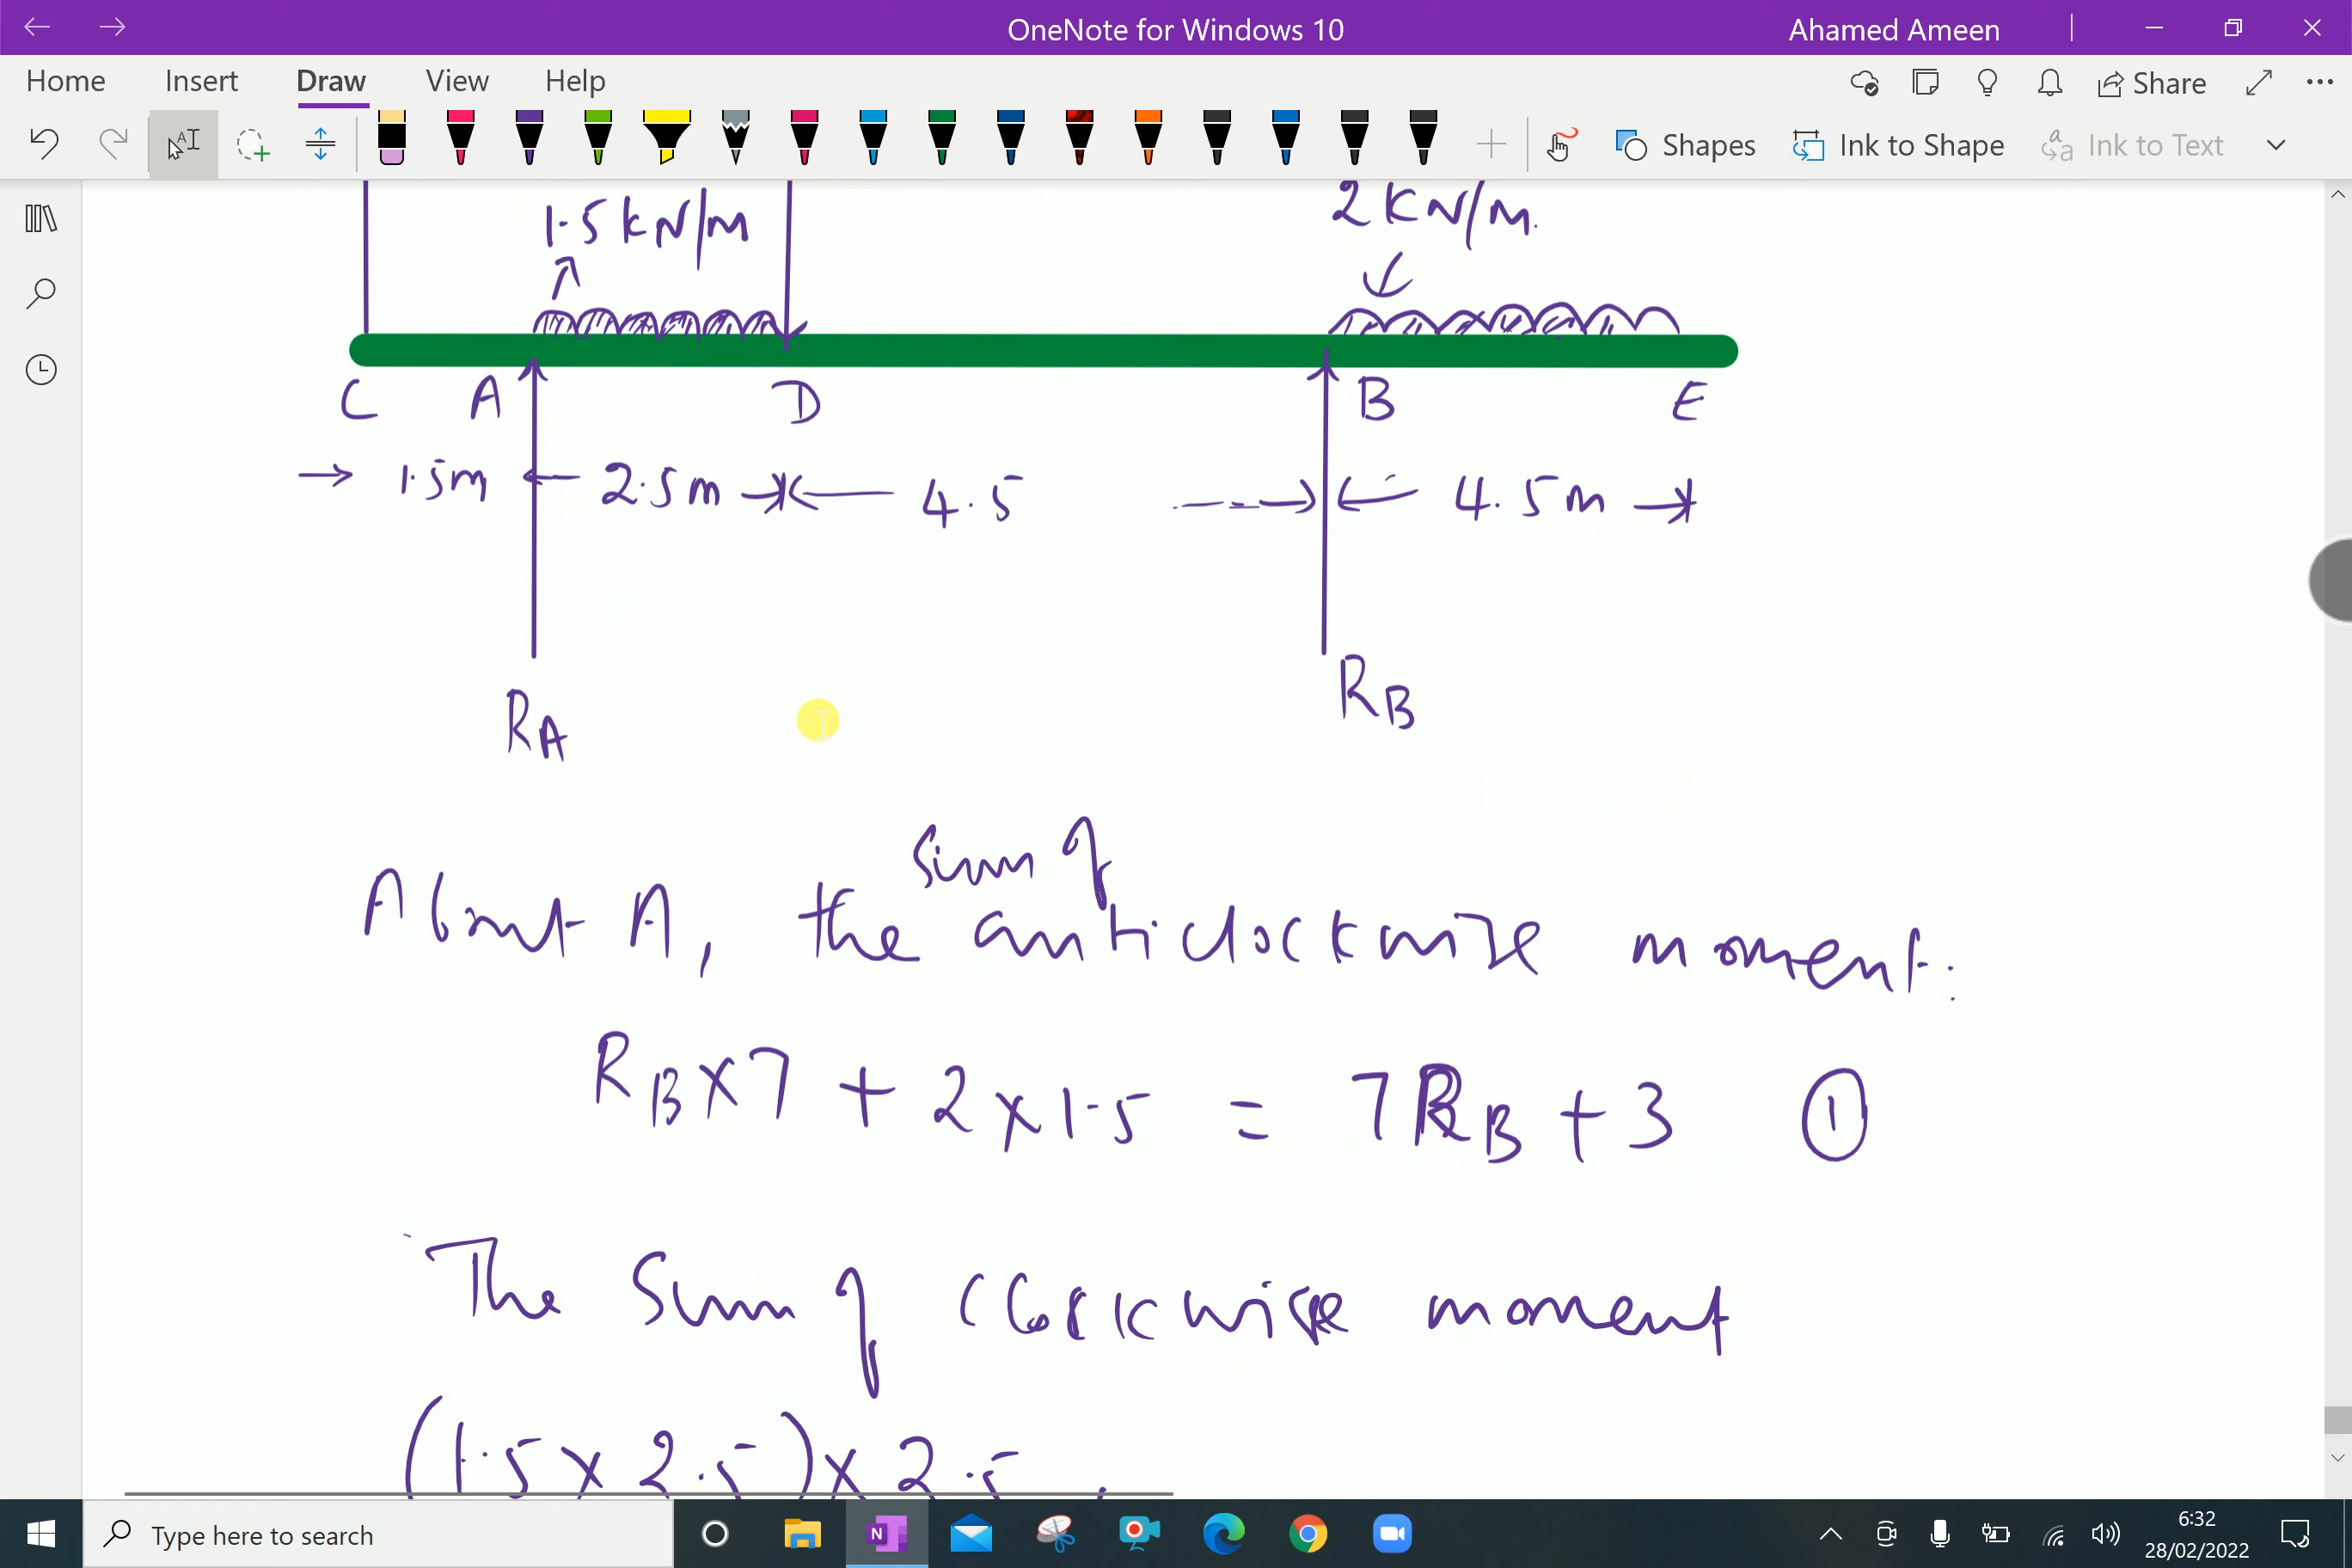 OneNote for Windows 10
Ahamed Ameen
Home Insert Draw View Help
Share
Shapes Ink to Shape Ink to Text
1.5 kN/m
2 KN/m.
C A D B E
1.5m 2.5m 4.5 4.5m
RA
RB
sum of
About A, the anticlockwise moment:
RB×7 + 2×1.5 = 7RB + 3 ①
The Sum of Clockwise moment
(1.5 × 2.5) × 2.5
Type here to search
6:32
28/02/2022